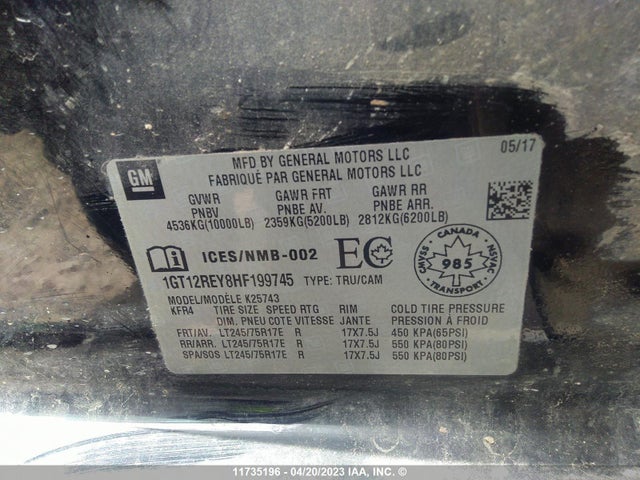 GM
MFD BY GENERAL MOTORS LLC
FABRIQUÉ PAR GENERAL MOTORS LLC
05/17
GVWR GAWR FRT GAWR RR
PNBV PNBE AV. PNBE ARR.
4536KG(10000LB) 2359KG(5200LB) 2812KG(6200LB)
ICES/NMB-002
EC
CANADA
CMVSS 985 NSVAC
1GT12REY8HF199745 TYPE: TRU/CAM
MODEL/MODÈLE K25743
KFR4 TIRE SIZE SPEED RTG RIM COLD TIRE PRESSURE
DIM. PNEU COTE VITESSE JANTE PRESSION À FROID
FRT/AV. LT245/75R17E R 17X7.5J 450 KPA(65PSI)
RR/ARR. LT245/75R17E R 17X7.5J 550 KPA(80PSI)
SPA/SOS LT245/75R17E R 17X7.5J 550 KPA(80PSI)
11735196 - 04/20/2023 IAA, INC. ©